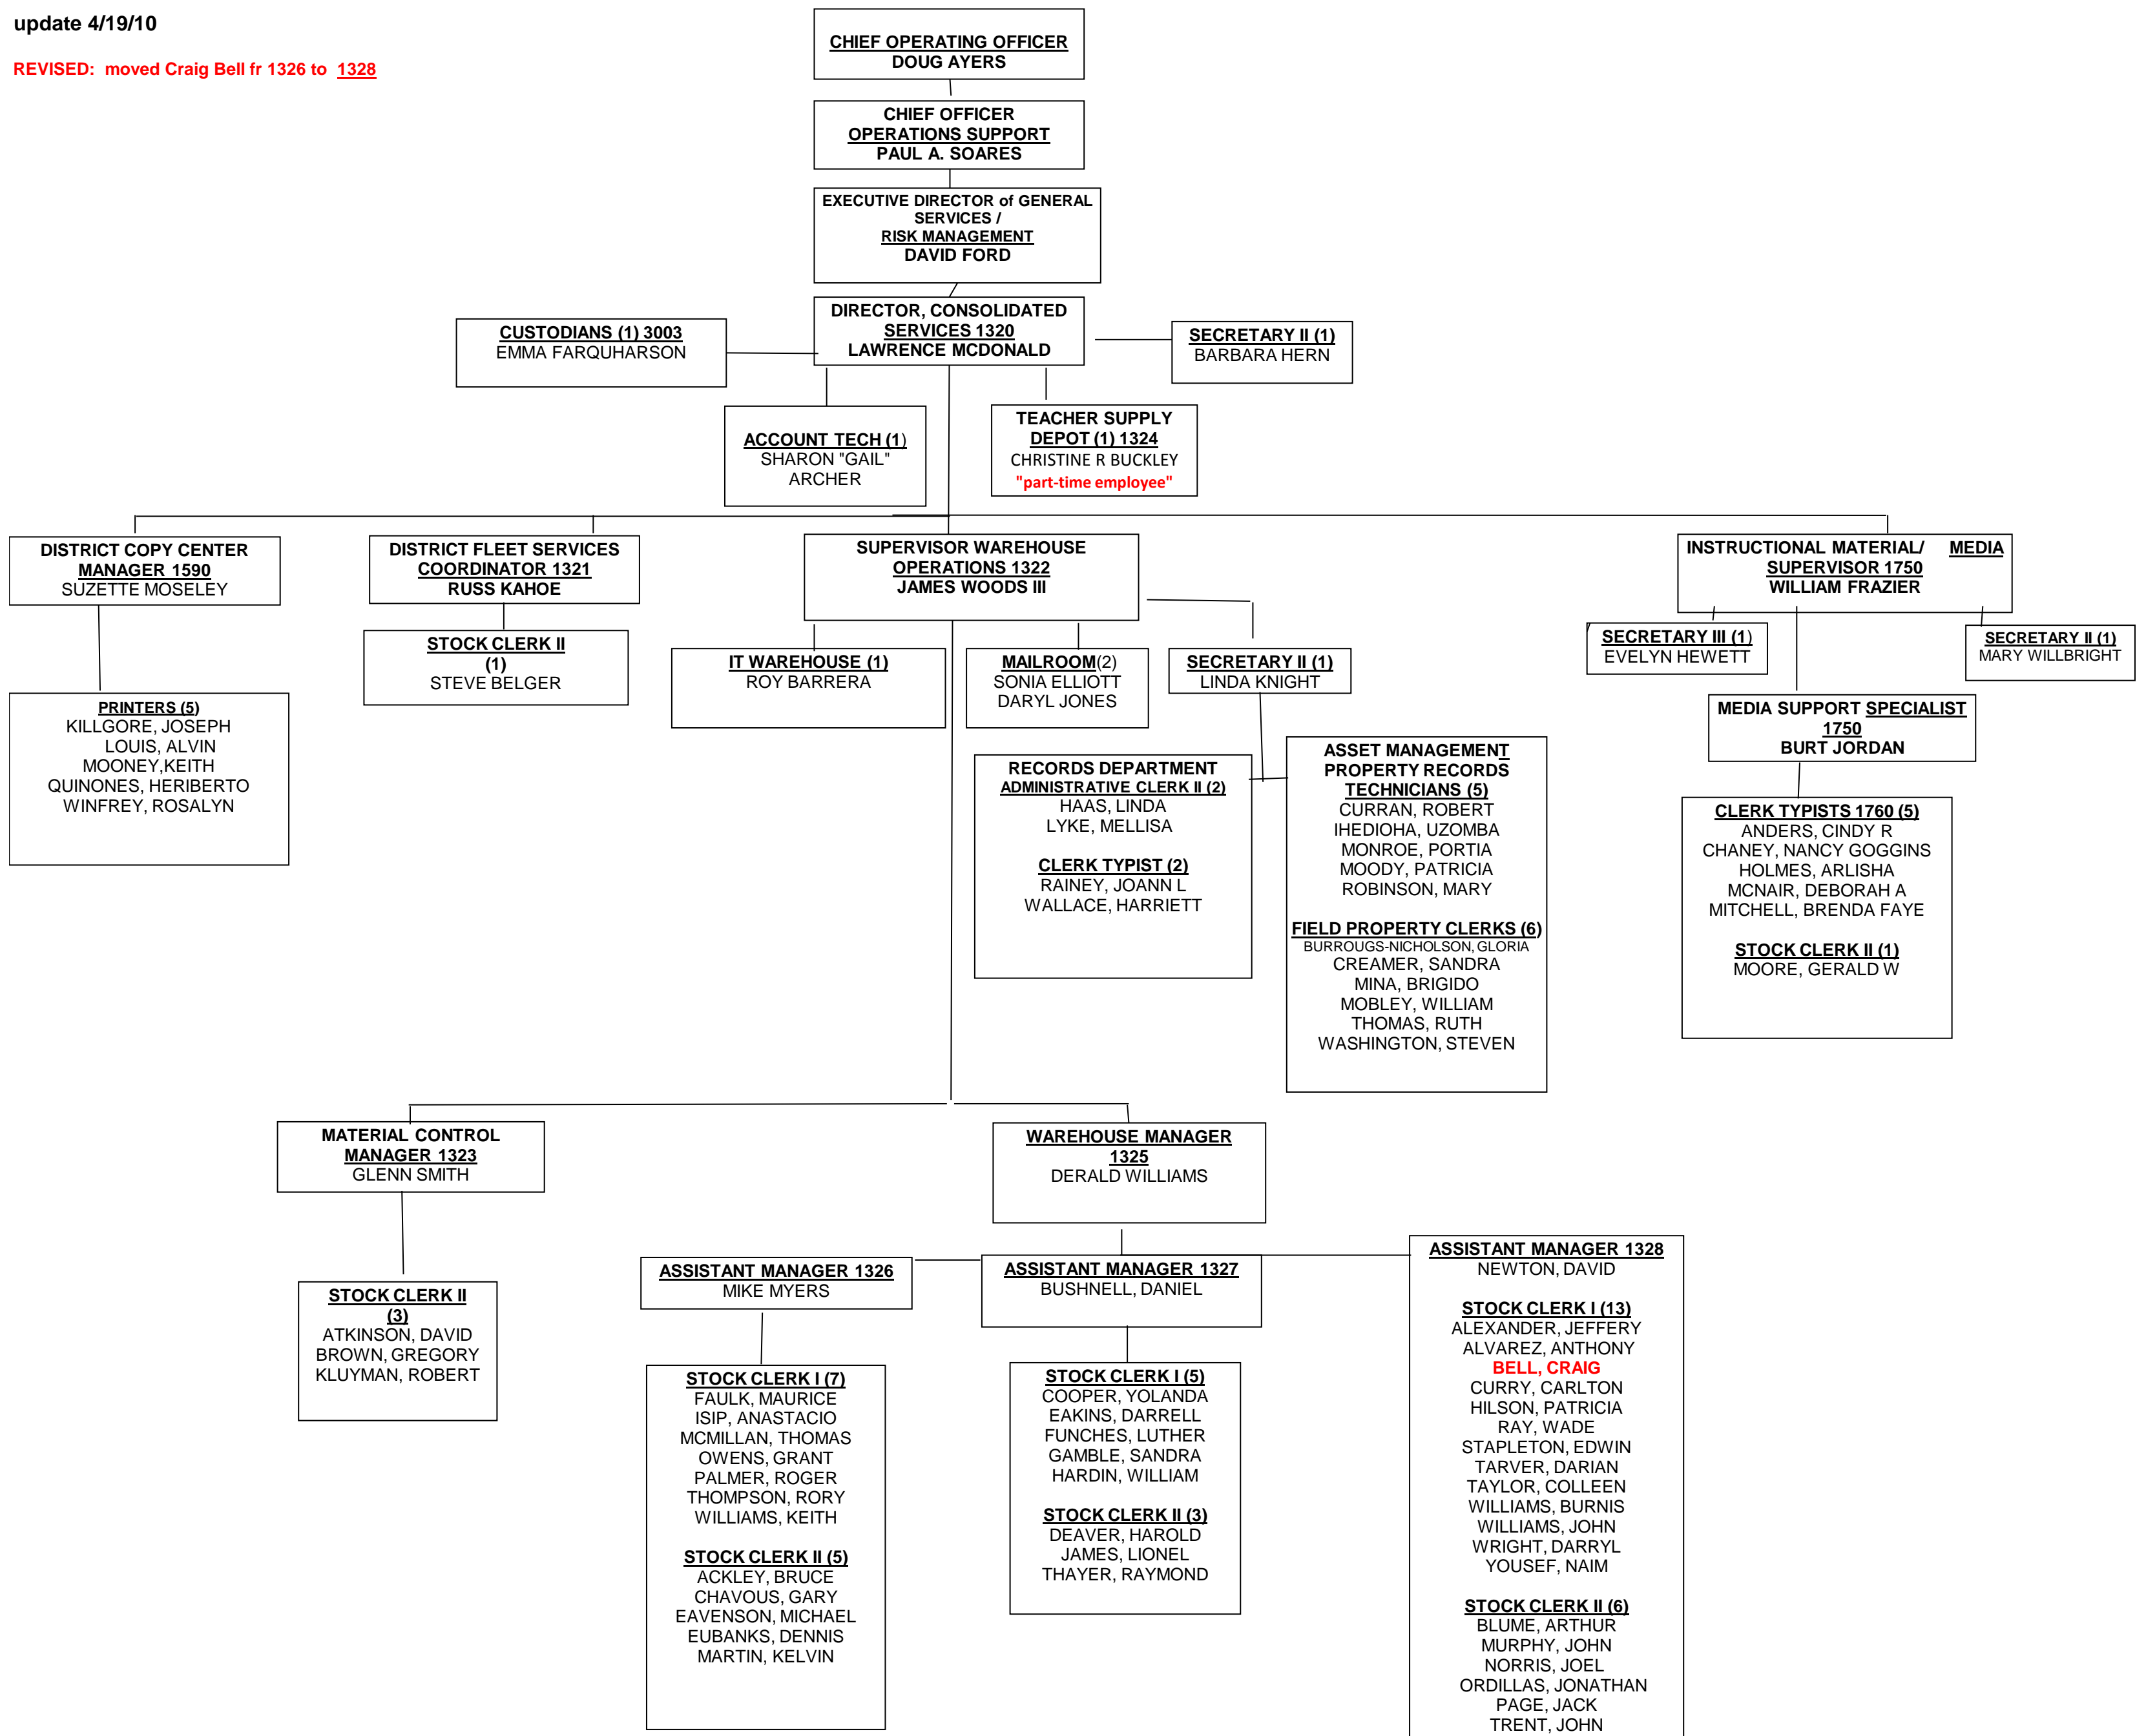 update 4/19/10
REVISED:  moved Craig Bell fr 1326 to  1328
CHIEF OPERATING OFFICER
DOUG AYERS
CHIEF OFFICER
OPERATIONS SUPPORT
PAUL A. SOARES
EXECUTIVE DIRECTOR of GENERAL
SERVICES /
RISK MANAGEMENT
DAVID FORD
DIRECTOR, CONSOLIDATED
SERVICES 1320
LAWRENCE MCDONALD
CUSTODIANS (1) 3003
EMMA FARQUHARSON
SECRETARY II (1)
BARBARA HERN
ACCOUNT TECH (1)
SHARON "GAIL"
ARCHER
TEACHER SUPPLY
DEPOT (1) 1324
CHRISTINE R BUCKLEY
"part-time employee"
DISTRICT COPY CENTER
MANAGER 1590
SUZETTE MOSELEY
DISTRICT FLEET SERVICES
COORDINATOR 1321
RUSS KAHOE
SUPERVISOR WAREHOUSE
OPERATIONS 1322
JAMES WOODS III
INSTRUCTIONAL MATERIAL/ MEDIA
SUPERVISOR 1750
WILLIAM FRAZIER
STOCK CLERK II
(1)
STEVE BELGER
IT WAREHOUSE (1)
ROY BARRERA
MAILROOM(2)
SONIA ELLIOTT
DARYL JONES
SECRETARY II (1)
LINDA KNIGHT
SECRETARY III (1)
EVELYN HEWETT
SECRETARY II (1)
MARY WILLBRIGHT
PRINTERS (5)
KILLGORE, JOSEPH
LOUIS, ALVIN
MOONEY,KEITH
QUINONES, HERIBERTO
WINFREY, ROSALYN
RECORDS DEPARTMENT
ADMINISTRATIVE CLERK II (2)
HAAS, LINDA
LYKE, MELLISA
CLERK TYPIST (2)
RAINEY, JOANN L
WALLACE, HARRIETT
ASSET MANAGEMENT
PROPERTY RECORDS
TECHNICIANS (5)
CURRAN, ROBERT
IHEDIOHA, UZOMBA
MONROE, PORTIA
MOODY, PATRICIA
ROBINSON, MARY
FIELD PROPERTY CLERKS (6)
BURROUGS-NICHOLSON, GLORIA
CREAMER, SANDRA
MINA, BRIGIDO
MOBLEY, WILLIAM
THOMAS, RUTH
WASHINGTON, STEVEN
MEDIA SUPPORT SPECIALIST
1750
BURT JORDAN
CLERK TYPISTS 1760 (5)
ANDERS, CINDY R
CHANEY, NANCY GOGGINS
HOLMES, ARLISHA
MCNAIR, DEBORAH A
MITCHELL, BRENDA FAYE
STOCK CLERK II (1)
MOORE, GERALD W
MATERIAL CONTROL
MANAGER 1323
GLENN SMITH
WAREHOUSE MANAGER
1325
DERALD WILLIAMS
STOCK CLERK II
(3)
ATKINSON, DAVID
BROWN, GREGORY
KLUYMAN, ROBERT
ASSISTANT MANAGER 1326
MIKE MYERS
STOCK CLERK I (7)
FAULK, MAURICE
ISIP, ANASTACIO
MCMILLAN, THOMAS
OWENS, GRANT
PALMER, ROGER
THOMPSON, RORY
WILLIAMS, KEITH
STOCK CLERK II (5)
ACKLEY, BRUCE
CHAVOUS, GARY
EAVENSON, MICHAEL
EUBANKS, DENNIS
MARTIN, KELVIN
ASSISTANT MANAGER 1327
BUSHNELL, DANIEL
STOCK CLERK I (5)
COOPER, YOLANDA
EAKINS, DARRELL
FUNCHES, LUTHER
GAMBLE, SANDRA
HARDIN, WILLIAM
STOCK CLERK II (3)
DEAVER, HAROLD
JAMES, LIONEL
THAYER, RAYMOND
ASSISTANT MANAGER 1328
NEWTON, DAVID
STOCK CLERK I (13)
ALEXANDER, JEFFERY
ALVAREZ, ANTHONY
BELL, CRAIG
CURRY, CARLTON
HILSON, PATRICIA
RAY, WADE
STAPLETON, EDWIN
TARVER, DARIAN
TAYLOR, COLLEEN
WILLIAMS, BURNIS
WILLIAMS, JOHN
WRIGHT, DARRYL
YOUSEF, NAIM
STOCK CLERK II (6)
BLUME, ARTHUR
MURPHY, JOHN
NORRIS, JOEL
ORDILLAS, JONATHAN
PAGE, JACK
TRENT, JOHN